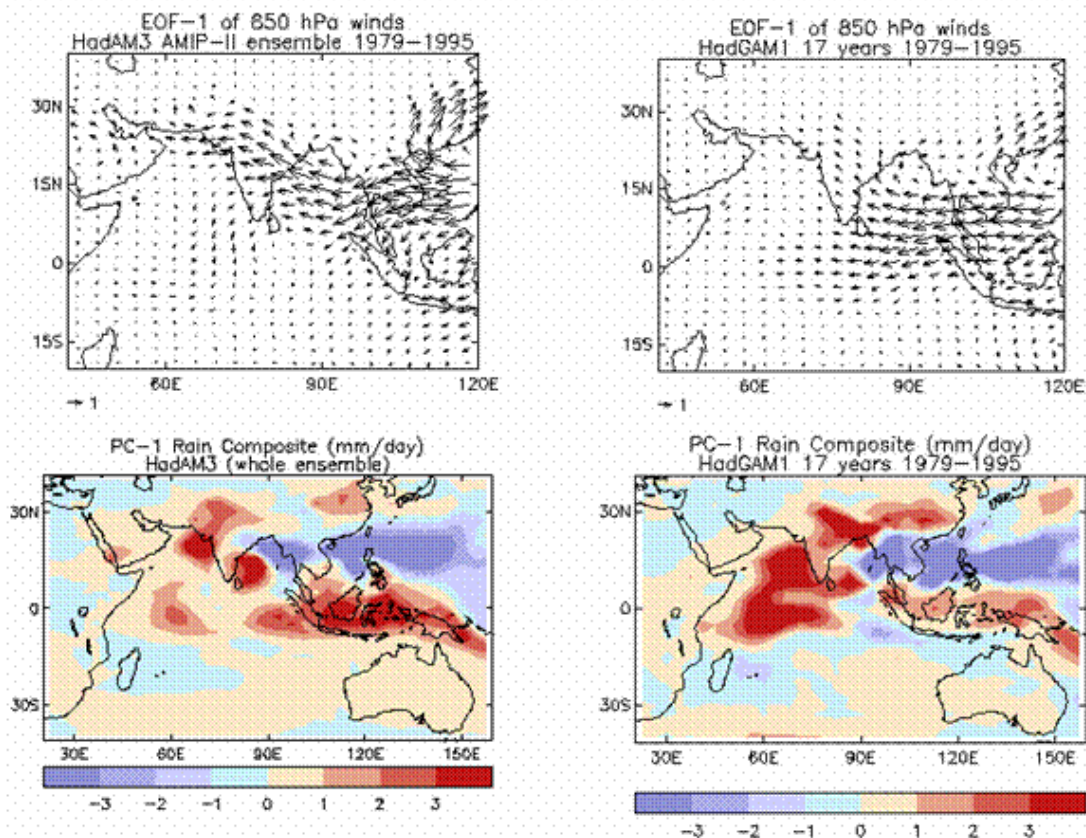 EOF-1 of 850 hPa winds
HadAM3 AMIP-II ensemble 1979-1995
30N
15N
0
15S
60E 90E 120E
1
EOF-1 of 850 hPa winds
HadGAM1 17 years 1979-1995
30N
15N
0
15S
60E 90E 120E
1
PC-1 Rain Composite (mm/day)
HadAM3 (whole ensemble)
30N
0
30S
30E 60E 90E 120E 150E
-3 -2 -1 0 1 2 3
PC-1 Rain Composite (mm/day)
HadGAM1 17 years 1979-1995
30N
0
30S
30E 60E 90E 120E 150E
-3 -2 -1 0 1 2 3